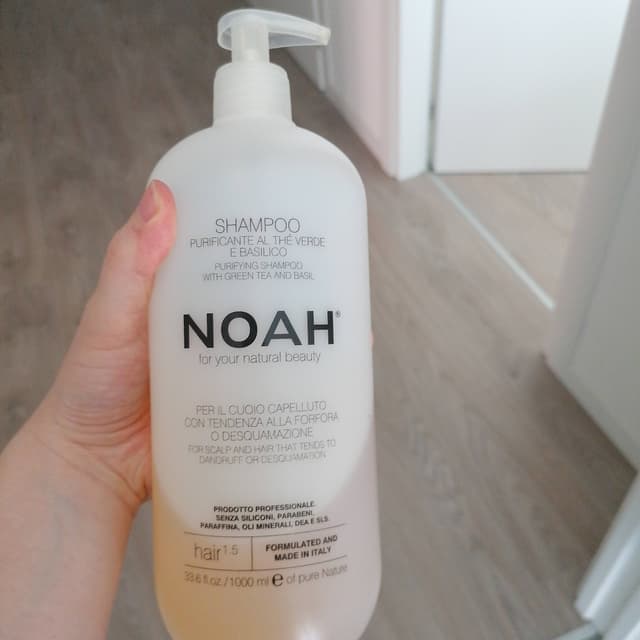 SHAMPOO
PURIFICANTE AL THÉ VERDE
E BASILICO
PURIFYING SHAMPOO
WITH GREEN TEA AND BASIL
NOAH®
for your natural beauty
PER IL CUOIO CAPELLUTO
CON TENDENZA ALLA FORFORA
O DESQUAMAZIONE
FOR SCALP AND HAIR THAT TENDS TO
DANDRUFF OR DESQUAMATION
PRODOTTO PROFESSIONALE
SENZA SILICONI, PARABENI,
PARAFFINA, OLI MINERALI, DEA E SLS.
hair 1.5
FORMULATED AND
MADE IN ITALY
33.6 fl.oz. / 1000 ml ℮ of pure Nature